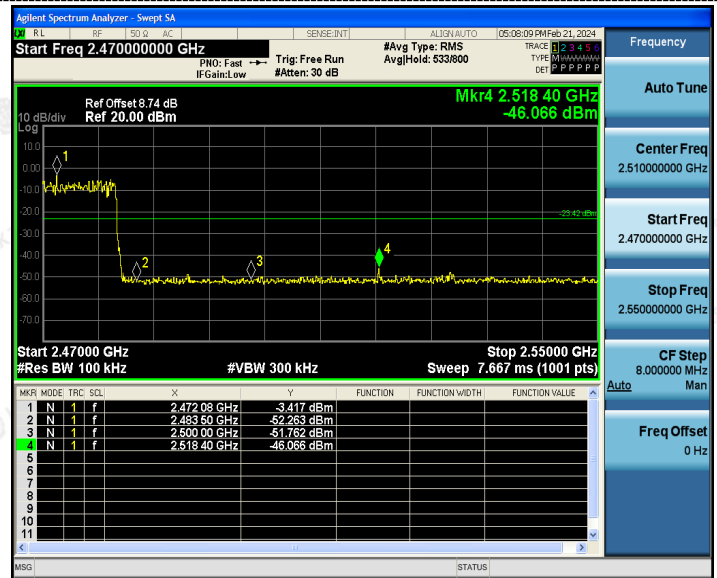 Agilent Spectrum Analyzer - Swept SA
RL RF 50 Ω AC SENSE:INT ALIGN AUTO 05:08:09 PM Feb 21, 2024
Start Freq 2.470000000 GHz
PNO: Fast
IFGain:Low
Trig: Free Run
#Atten: 30 dB
#Avg Type: RMS
Avg|Hold: 533/800
TRACE 1 2 3 4 5 6
TYPE M
DET P P P P P P
Frequency
Ref Offset 8.74 dB
10 dB/div Ref 20.00 dBm
Log
Mkr4 2.518 40 GHz
-46.066 dBm
10.0
0.00
-10.0
-20.0
-30.0
-40.0
-50.0
-60.0
-70.0
1
2
3
4
-23.42 dBm
Start 2.47000 GHz Stop 2.55000 GHz
#Res BW 100 kHz #VBW 300 kHz Sweep 7.667 ms (1001 pts)
MKR MODE TRC SCL X Y FUNCTION FUNCTION WIDTH FUNCTION VALUE
1 N 1 f 2.472 08 GHz -3.417 dBm
2 N 1 f 2.483 50 GHz -52.263 dBm
3 N 1 f 2.500 00 GHz -51.762 dBm
4 N 1 f 2.518 40 GHz -46.066 dBm
5
6
7
8
9
10
11
MSG STATUS
Auto Tune
Center Freq
2.510000000 GHz
Start Freq
2.470000000 GHz
Stop Freq
2.550000000 GHz
CF Step
8.000000 MHz
Auto Man
Freq Offset
0 Hz